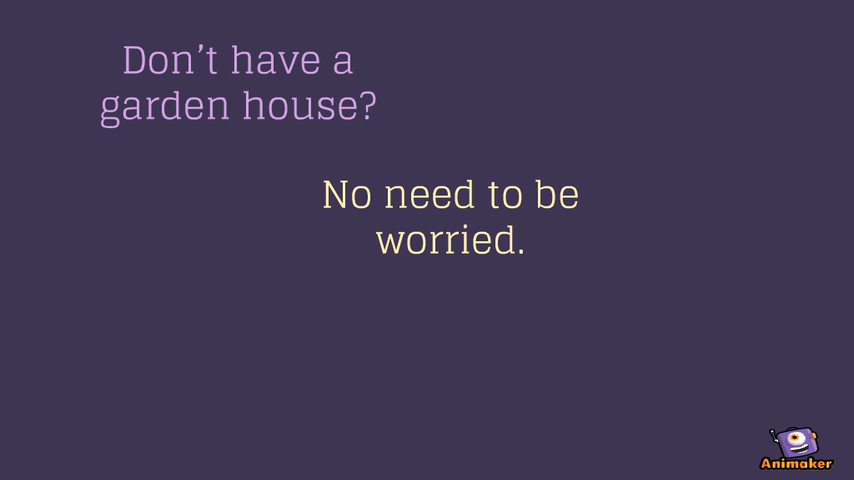 Don’t have a
garden house?
No need to be
worried.
Animaker